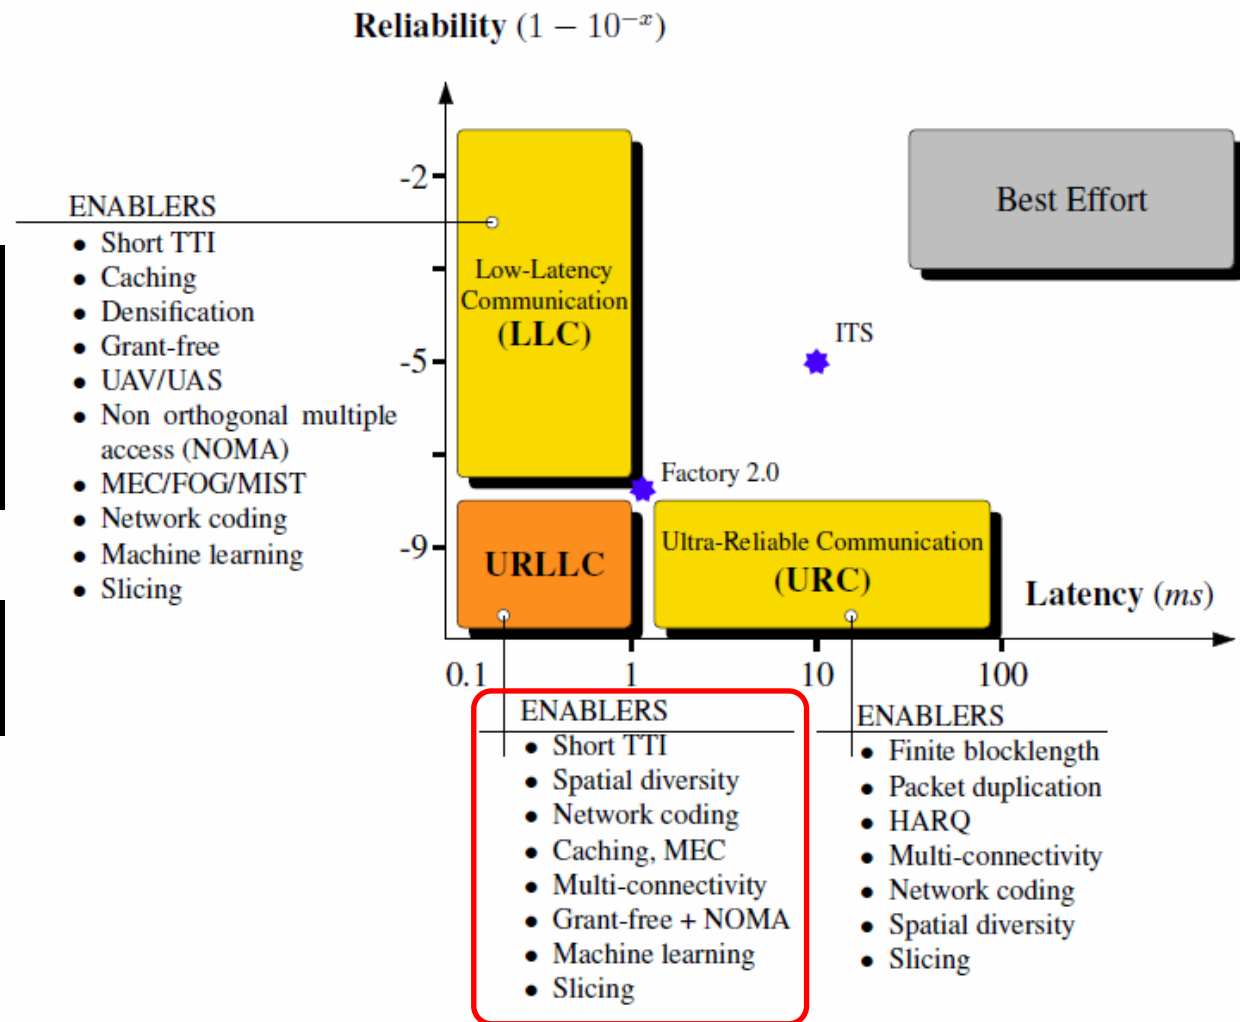 Reliability (1 − 10⁻ˣ)
-2
Best Effort
ENABLERS
• Short TTI
• Caching
• Densification
• Grant-free
• UAV/UAS
• Non orthogonal multiple
access (NOMA)
• MEC/FOG/MIST
• Network coding
• Machine learning
• Slicing
Low-Latency
Communication
(LLC)
-5
ITS
Factory 2.0
-9
URLLC
Ultra-Reliable Communication
(URC)
Latency (ms)
0.1 1 10 100
ENABLERS
• Short TTI
• Spatial diversity
• Network coding
• Caching, MEC
• Multi-connectivity
• Grant-free + NOMA
• Machine learning
• Slicing
ENABLERS
• Finite blocklength
• Packet duplication
• HARQ
• Multi-connectivity
• Network coding
• Spatial diversity
• Slicing